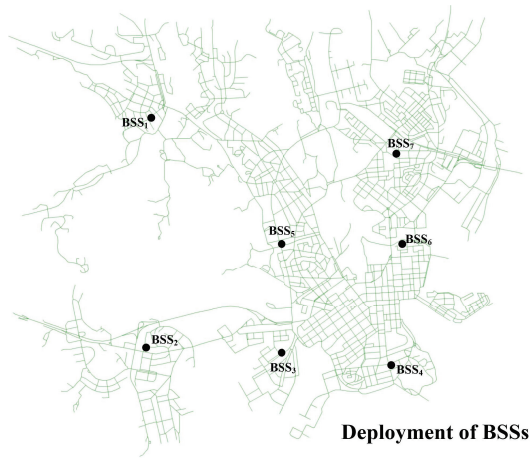 BSS₁
BSS₇
BSS₅
BSS₆
BSS₂
BSS₃
BSS₄
Deployment of BSSs